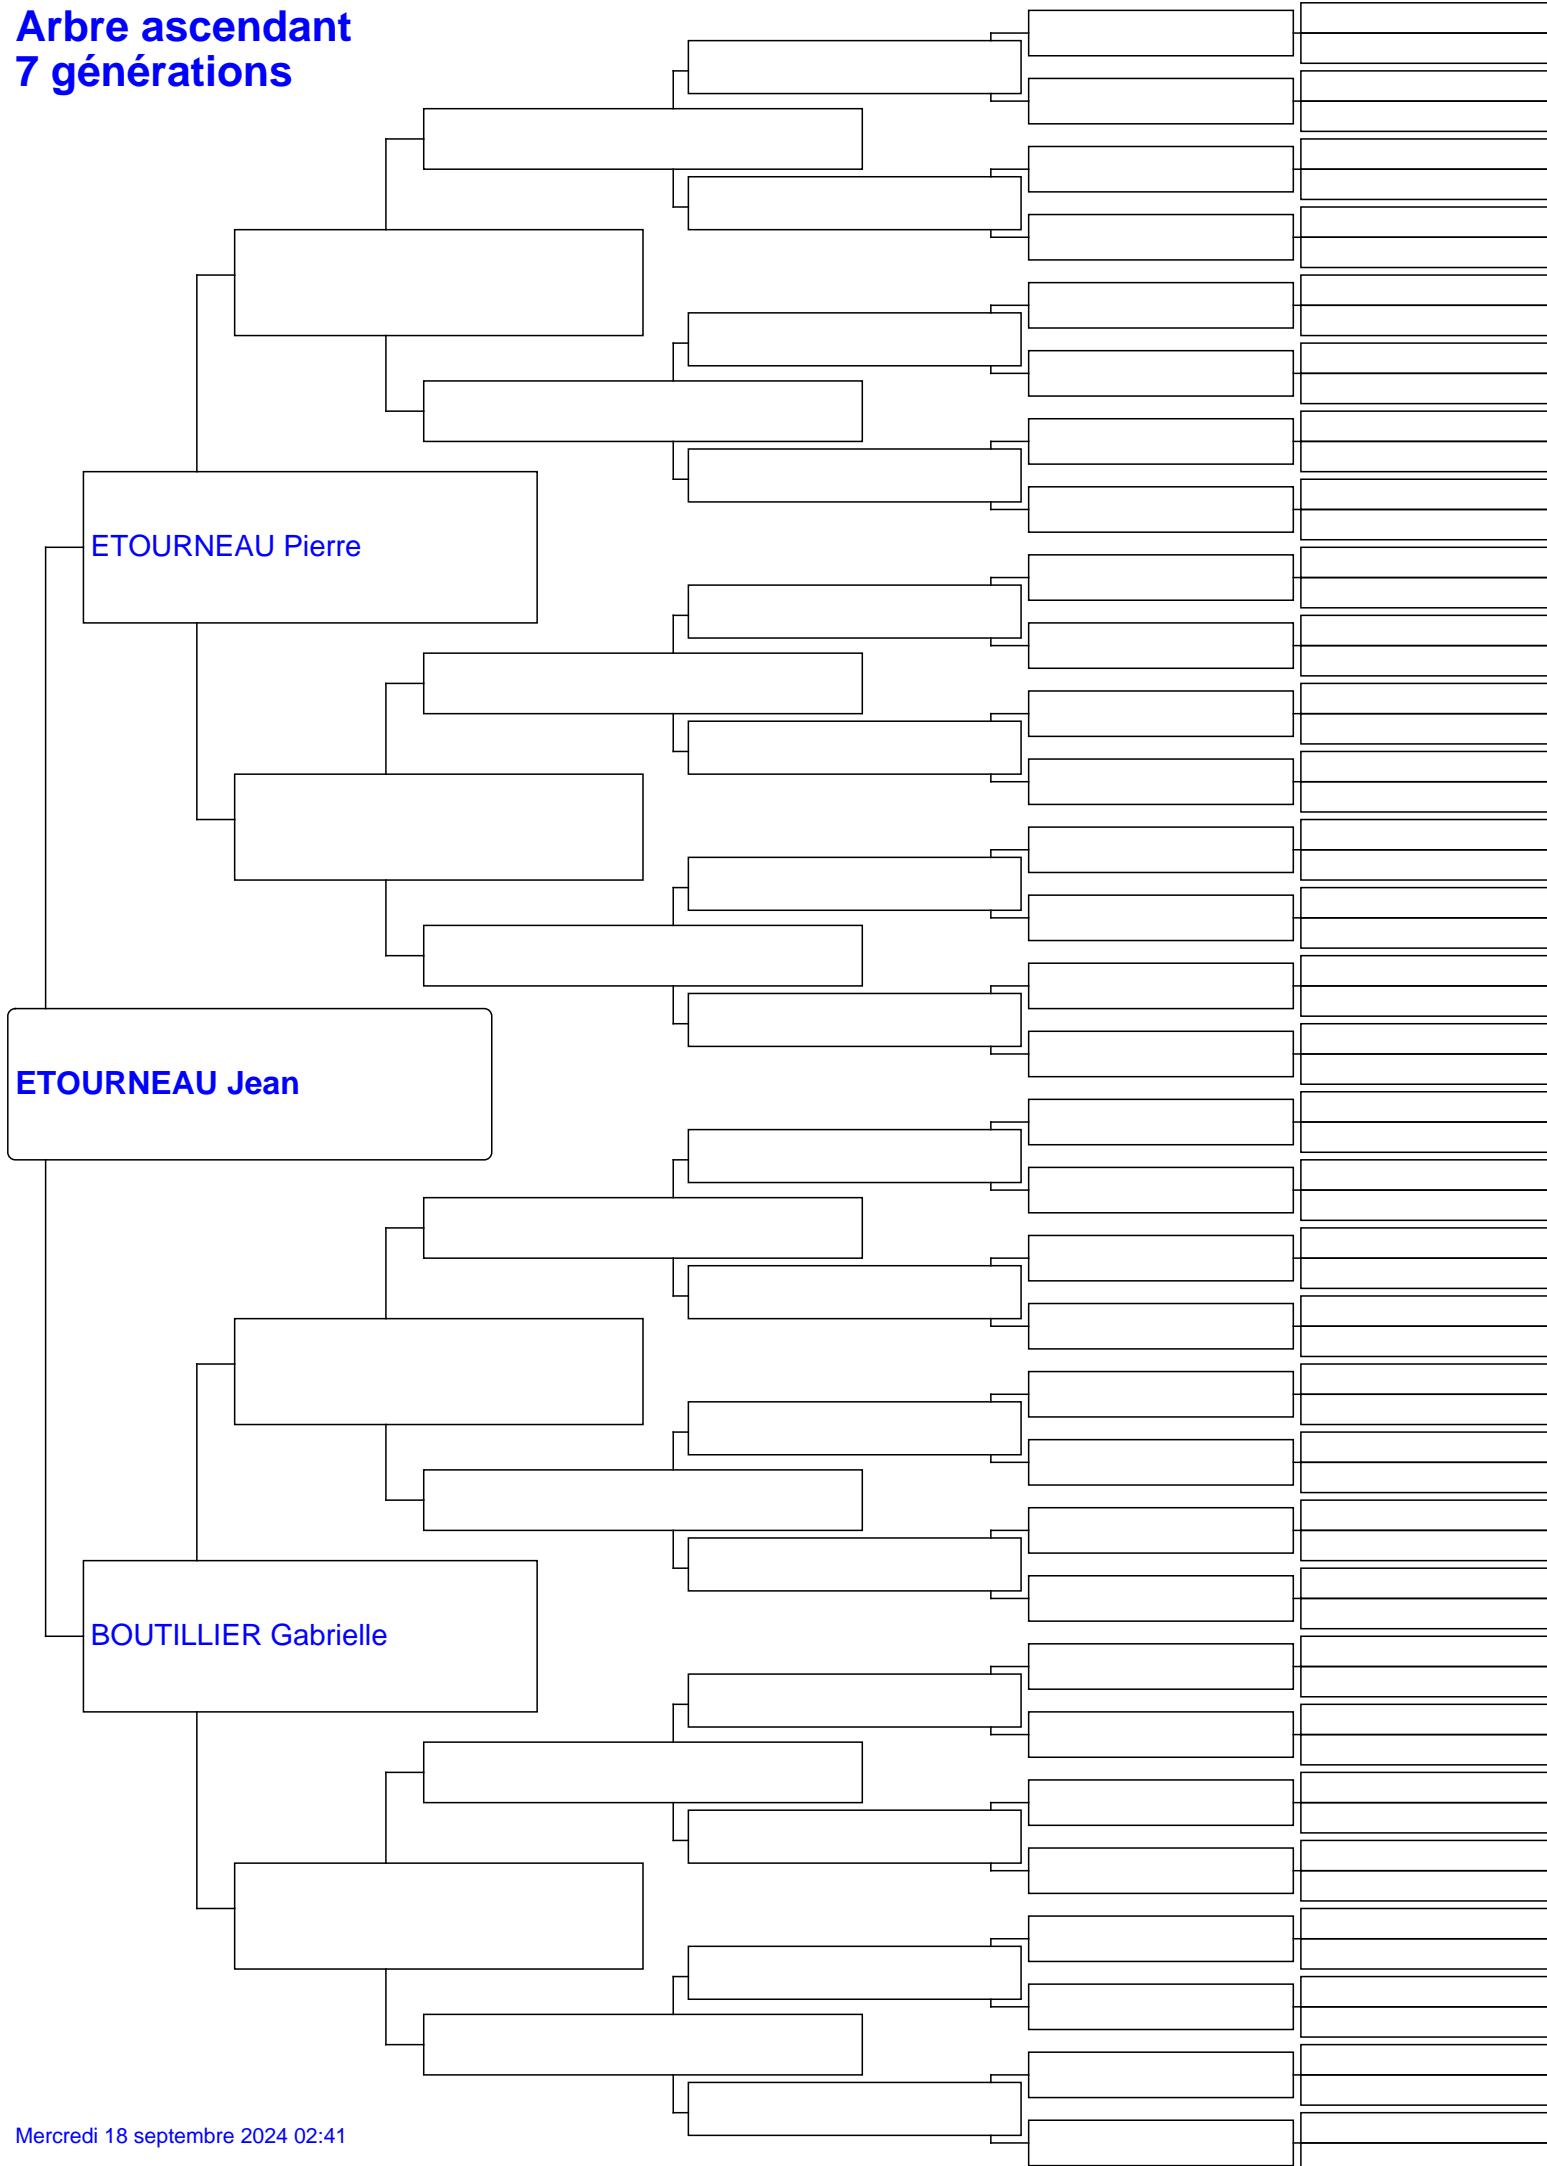 Arbre ascendant
7 générations
ETOURNEAU Pierre
ETOURNEAU Jean
BOUTILLIER Gabrielle
Mercredi 18 septembre 2024 02:41